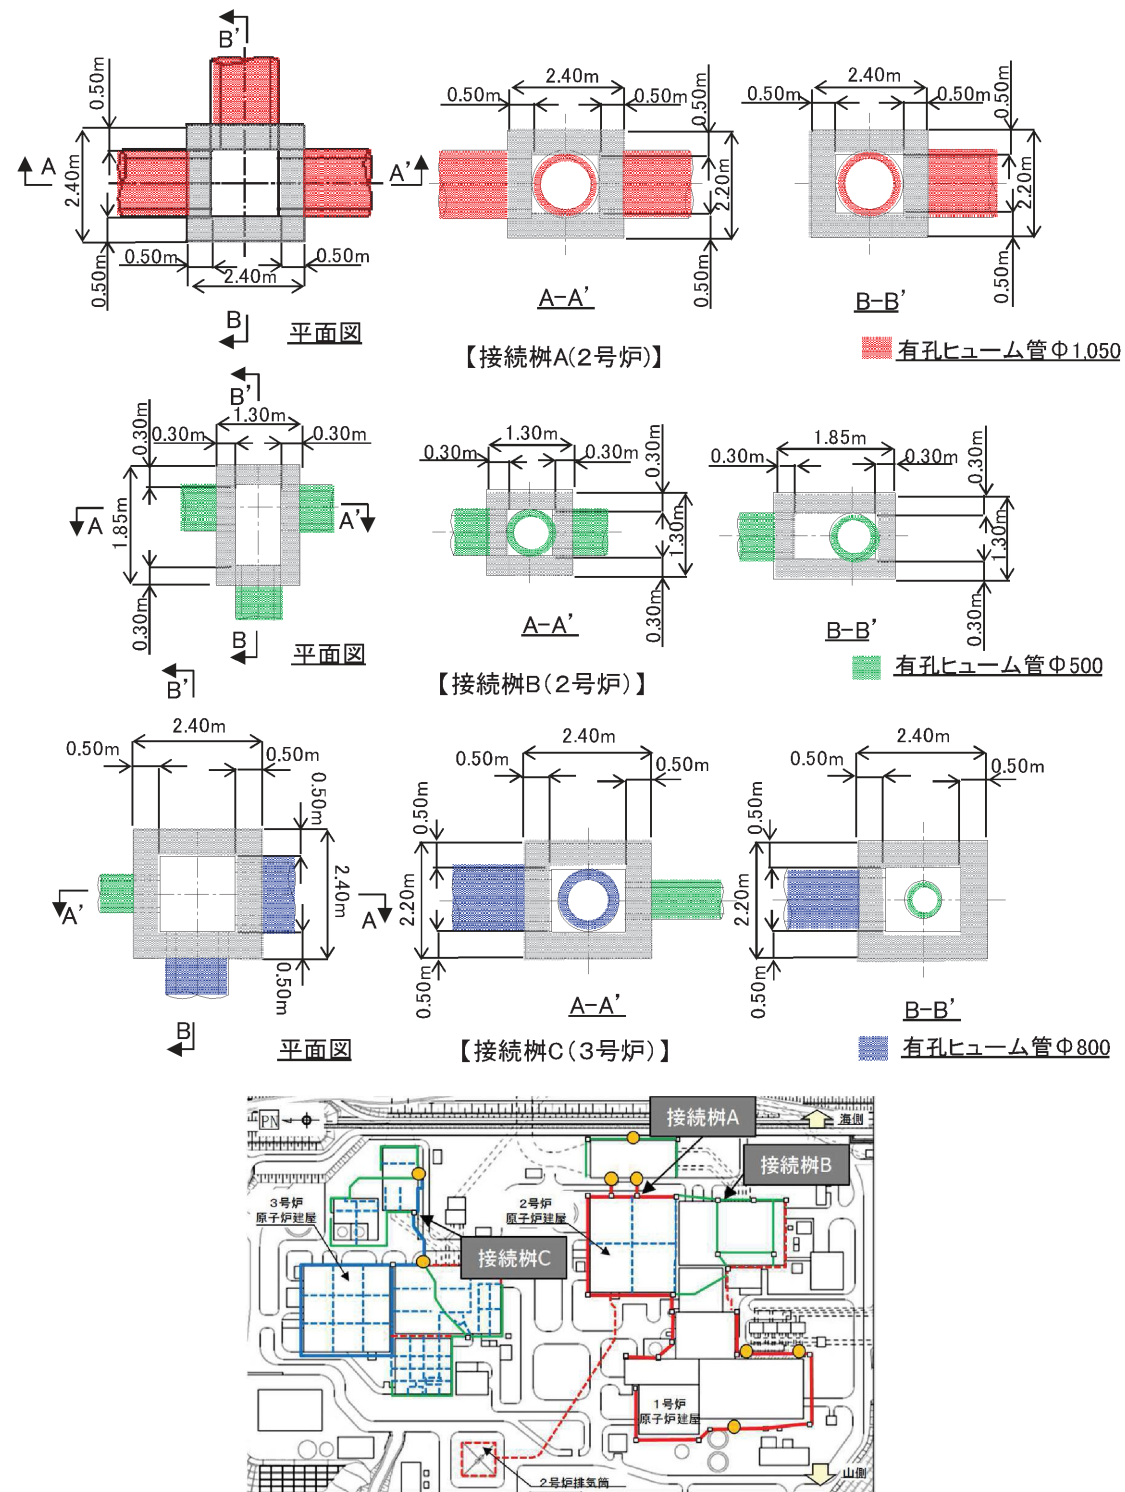 B'
0.50m
2.40m
A
A'
0.50m
0.50m
0.50m
2.40m
B
平面図
2.40m
0.50m
0.50m
0.50m
2.20m
0.50m
A-A'
2.40m
0.50m
0.50m
0.50m
2.20m
0.50m
B-B'
【接続桝A(2号炉)】
有孔ヒューム管Φ1,050
B'
1.30m
0.30m
0.30m
0.30m
A
A'
1.85m
0.30m
B
平面図
1.30m
0.30m
0.30m
0.30m
1.30m
0.30m
A-A'
1.85m
0.30m
0.30m
0.30m
1.30m
0.30m
B-B'
【接続桝B(2号炉)】
有孔ヒューム管Φ500
B'
2.40m
0.50m
0.50m
0.50m
2.40m
A'
A
0.50m
B
平面図
2.40m
0.50m
0.50m
0.50m
2.20m
0.50m
A-A'
2.40m
0.50m
0.50m
0.50m
2.20m
0.50m
B-B'
【接続桝C(3号炉)】
有孔ヒューム管Φ800
PN
接続桝A
海側
接続桝B
3号炉
原子炉建屋
2号炉
原子炉建屋
接続桝C
1号炉
原子炉建屋
2号炉排気筒
山側